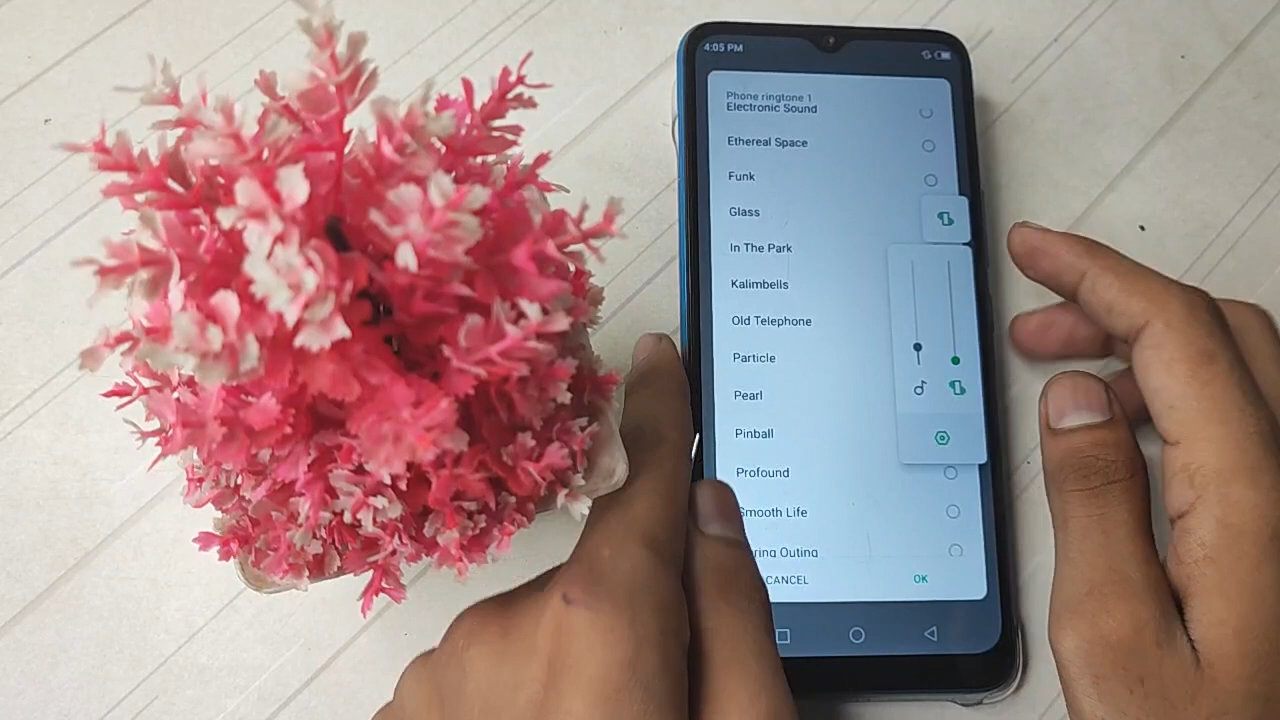 4:05 PM
Phone ringtone 1
Electronic Sound
Ethereal Space
Funk
Glass
In The Park
Kalimbells
Old Telephone
Particle
Pearl
Pinball
Profound
Smooth Life
Outing
CANCEL
OK